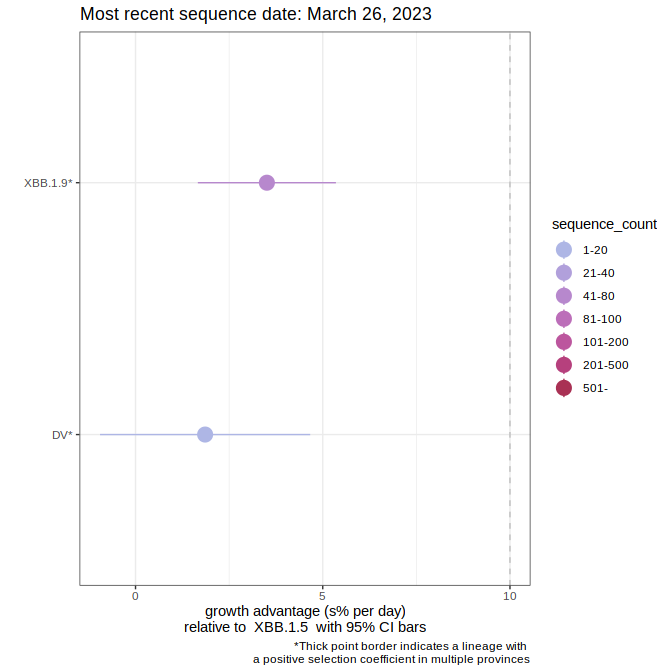 Most recent sequence date: March 26, 2023
XBB.1.9*
DV*
0
5
10
growth advantage (s% per day)
relative to  XBB.1.5  with 95% CI bars
*Thick point border indicates a lineage with
a positive selection coefficient in multiple provinces
sequence_count
1-20
21-40
41-80
81-100
101-200
201-500
501-